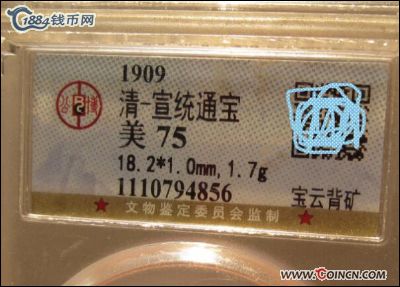 1884钱币网
1909
公博
清-宣统通宝
美 75
18.2*1.0mm,1.7g
1110794856
宝云背矿
文物鉴定委员会监制
www.COINCN.com